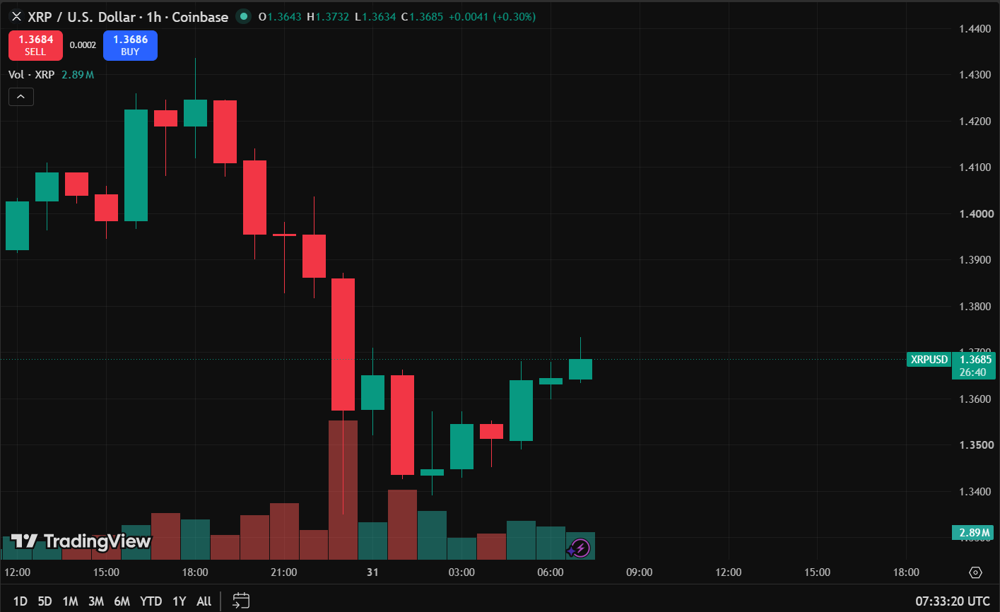 XRP / U.S. Dollar · 1h · Coinbase O1.3643 H1.3732 L1.3634 C1.3685 +0.0041 (+0.30%)
1.3684 SELL
0.0002
1.3686 BUY
Vol · XRP 2.89 M
1.4400
1.4300
1.4200
1.4100
1.4000
1.3900
1.3800
1.3700
XRPUSD 1.3685
26:40
1.3600
1.3500
1.3400
2.89 M
TradingView
12:00 15:00 18:00 21:00 31 03:00 06:00 09:00 12:00 15:00 18:00
1D 5D 1M 3M 6M YTD 1Y All
07:33:20 UTC